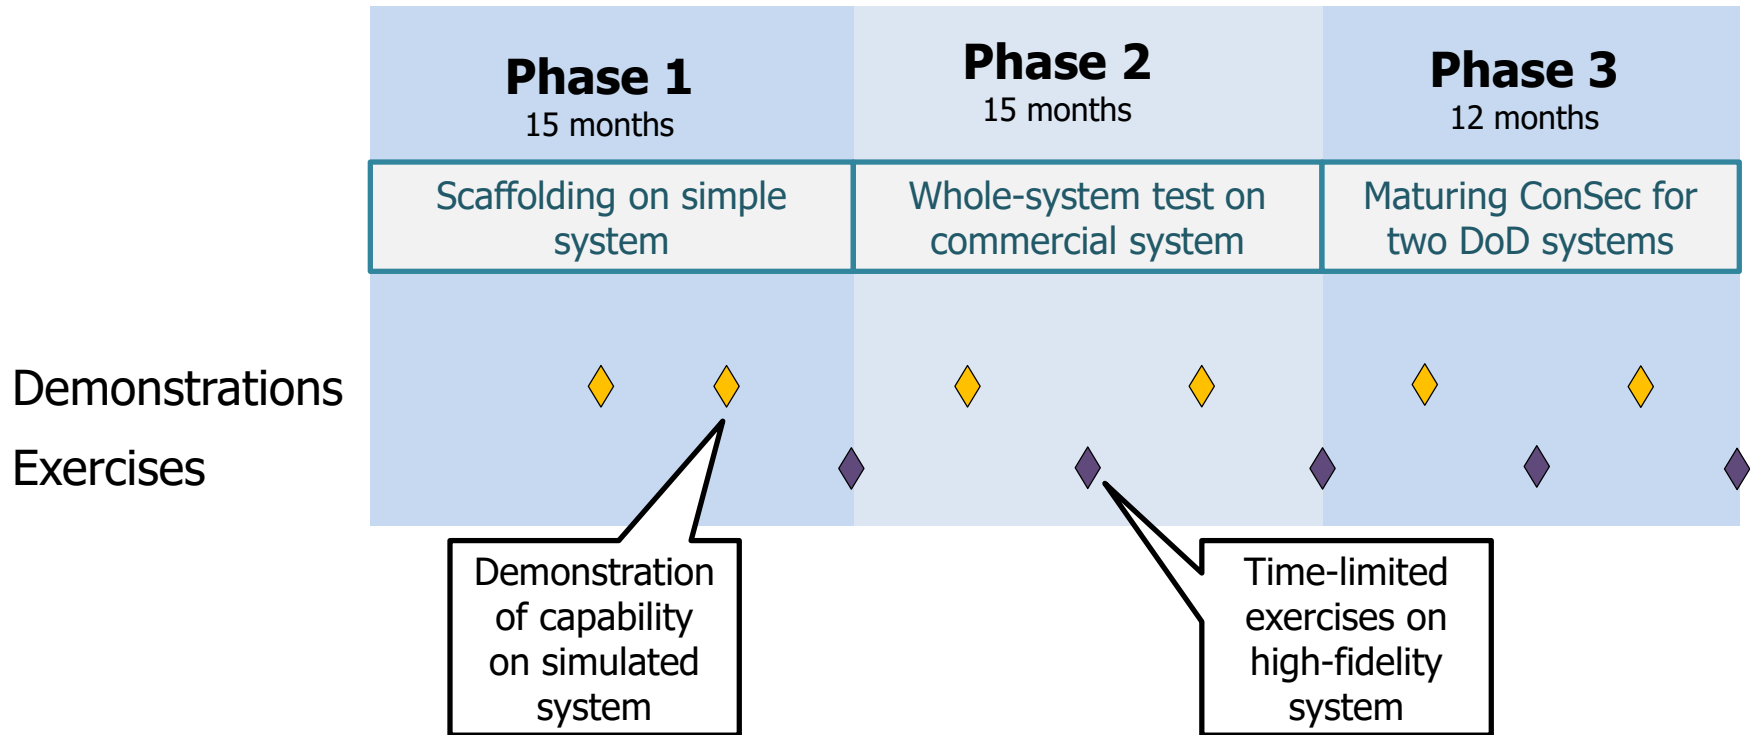 Phase 1
15 months
Phase 2
15 months
Phase 3
12 months
Scaffolding on simple
system
Whole-system test on
commercial system
Maturing ConSec for
two DoD systems
Demonstrations
Exercises
Demonstration
of capability
on simulated
system
Time-limited
exercises on
high-fidelity
system